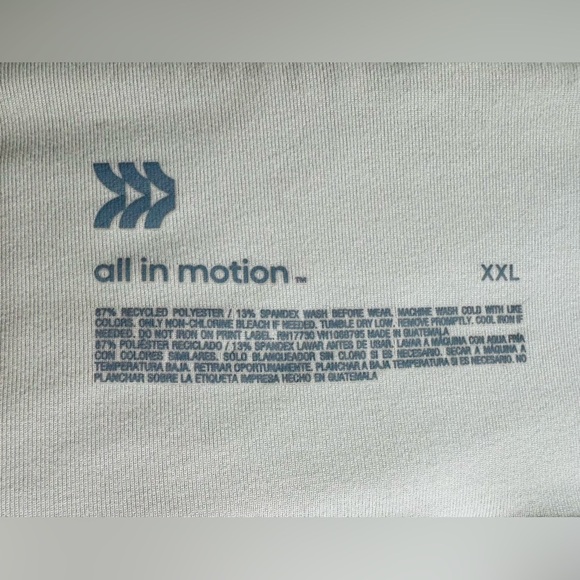 all in motion ™
XXL
87% RECYCLED POLYESTER / 13% SPANDEX WASH BEFORE WEAR. MACHINE WASH COLD WITH LIKE
COLORS. ONLY NON-CHLORINE BLEACH IF NEEDED. TUMBLE DRY LOW. REMOVE PROMPTLY. COOL IRON IF
NEEDED. DO NOT IRON ON PRINT LABEL. RN17730 VN1066795 MADE IN GUATEMALA
87% POLIÉSTER RECICLADO / 13% SPANDEX LAVAR ANTES DE USAR. LAVAR A MÁQUINA CON AGUA FRÍA
CON COLORES SIMILARES. SÓLO BLANQUEADOR SIN CLORO SI ES NECESARIO. SECAR A MÁQUINA A
TEMPERATURA BAJA. RETIRAR OPORTUNAMENTE. PLANCHAR A BAJA TEMPERATURA SI ES NECESARIO. NO
PLANCHAR SOBRE LA ETIQUETA IMPRESA HECHO EN GUATEMALA